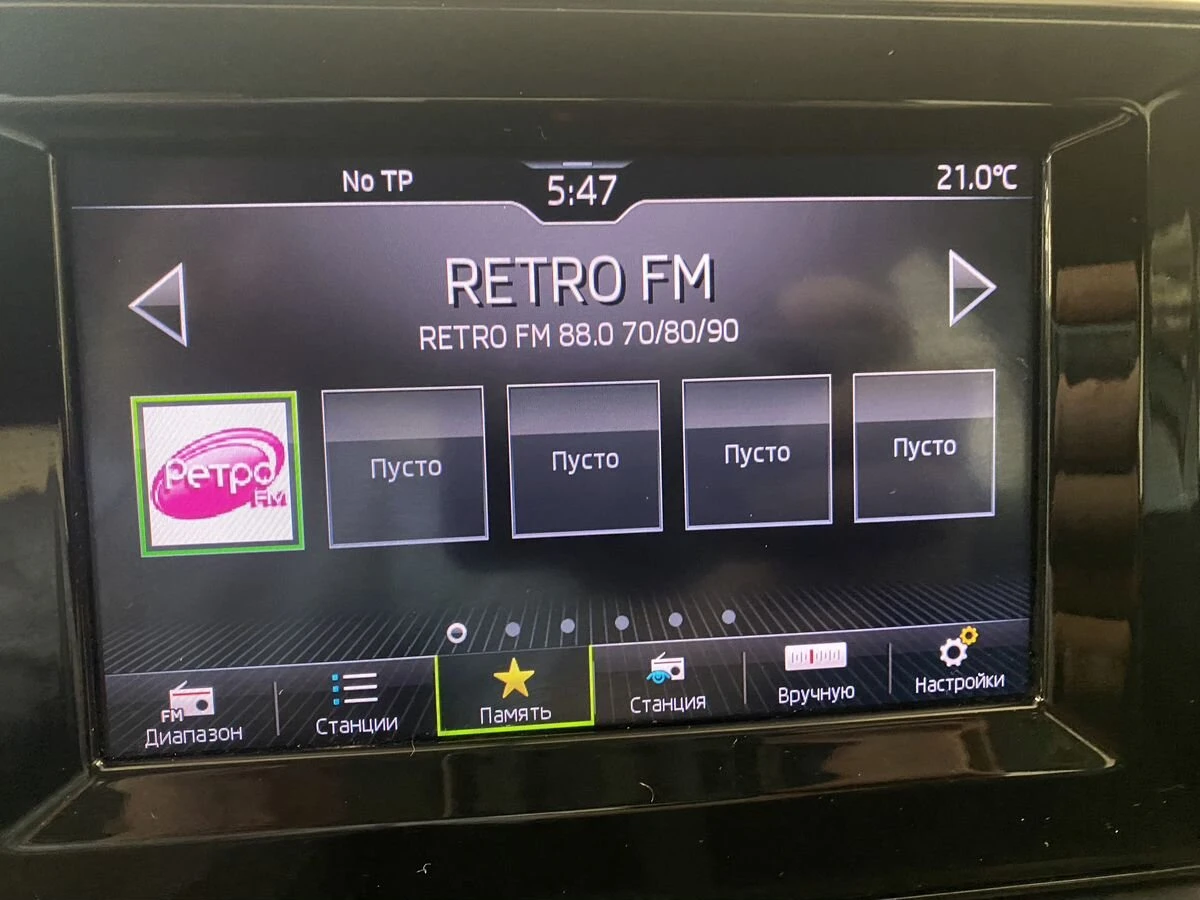 No TP
5:47
21.0°C
RETRO FM
RETRO FM 88.0 70/80/90
Ретро
FM
Пусто
Пусто
Пусто
Пусто
FM
Диапазон
Станции
Память
Станция
Вручную
Настройки